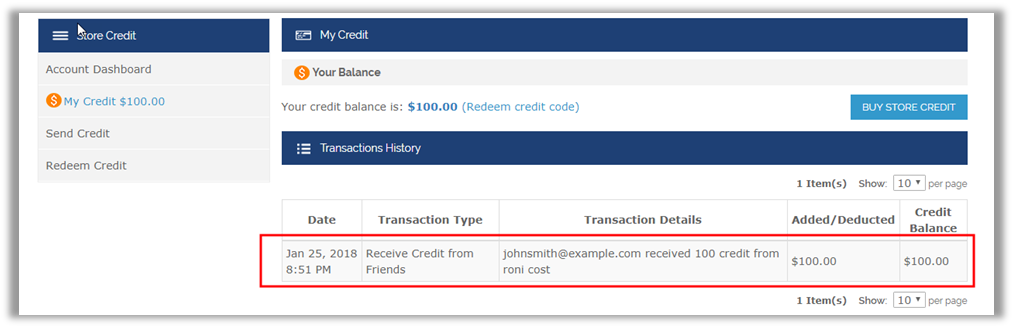 Store Credit
Account Dashboard
My Credit $100.00
Send Credit
Redeem Credit
My Credit
Your Balance
Your credit balance is: $100.00 (Redeem credit code)
BUY STORE CREDIT
Transactions History
1 Item(s) Show: 10 per page
Date Transaction Type Transaction Details Added/Deducted Credit Balance
Jan 25, 2018 8:51 PM Receive Credit from Friends johnsmith@example.com received 100 credit from roni cost $100.00 $100.00
1 Item(s) Show: 10 per page